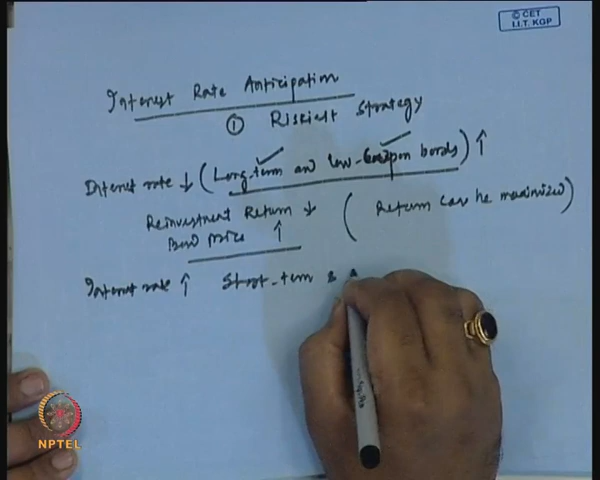 © CET
I.I.T. KGP
Interest Rate Anticipation
① Riskiest Strategy
Interest rate ↓ (Long-term and low-coupon bonds) ↑
Reinvestment Return ↓ (Return can be maximized)
Bond price ↑
Interest rate ↑ Short-term &
NPTEL